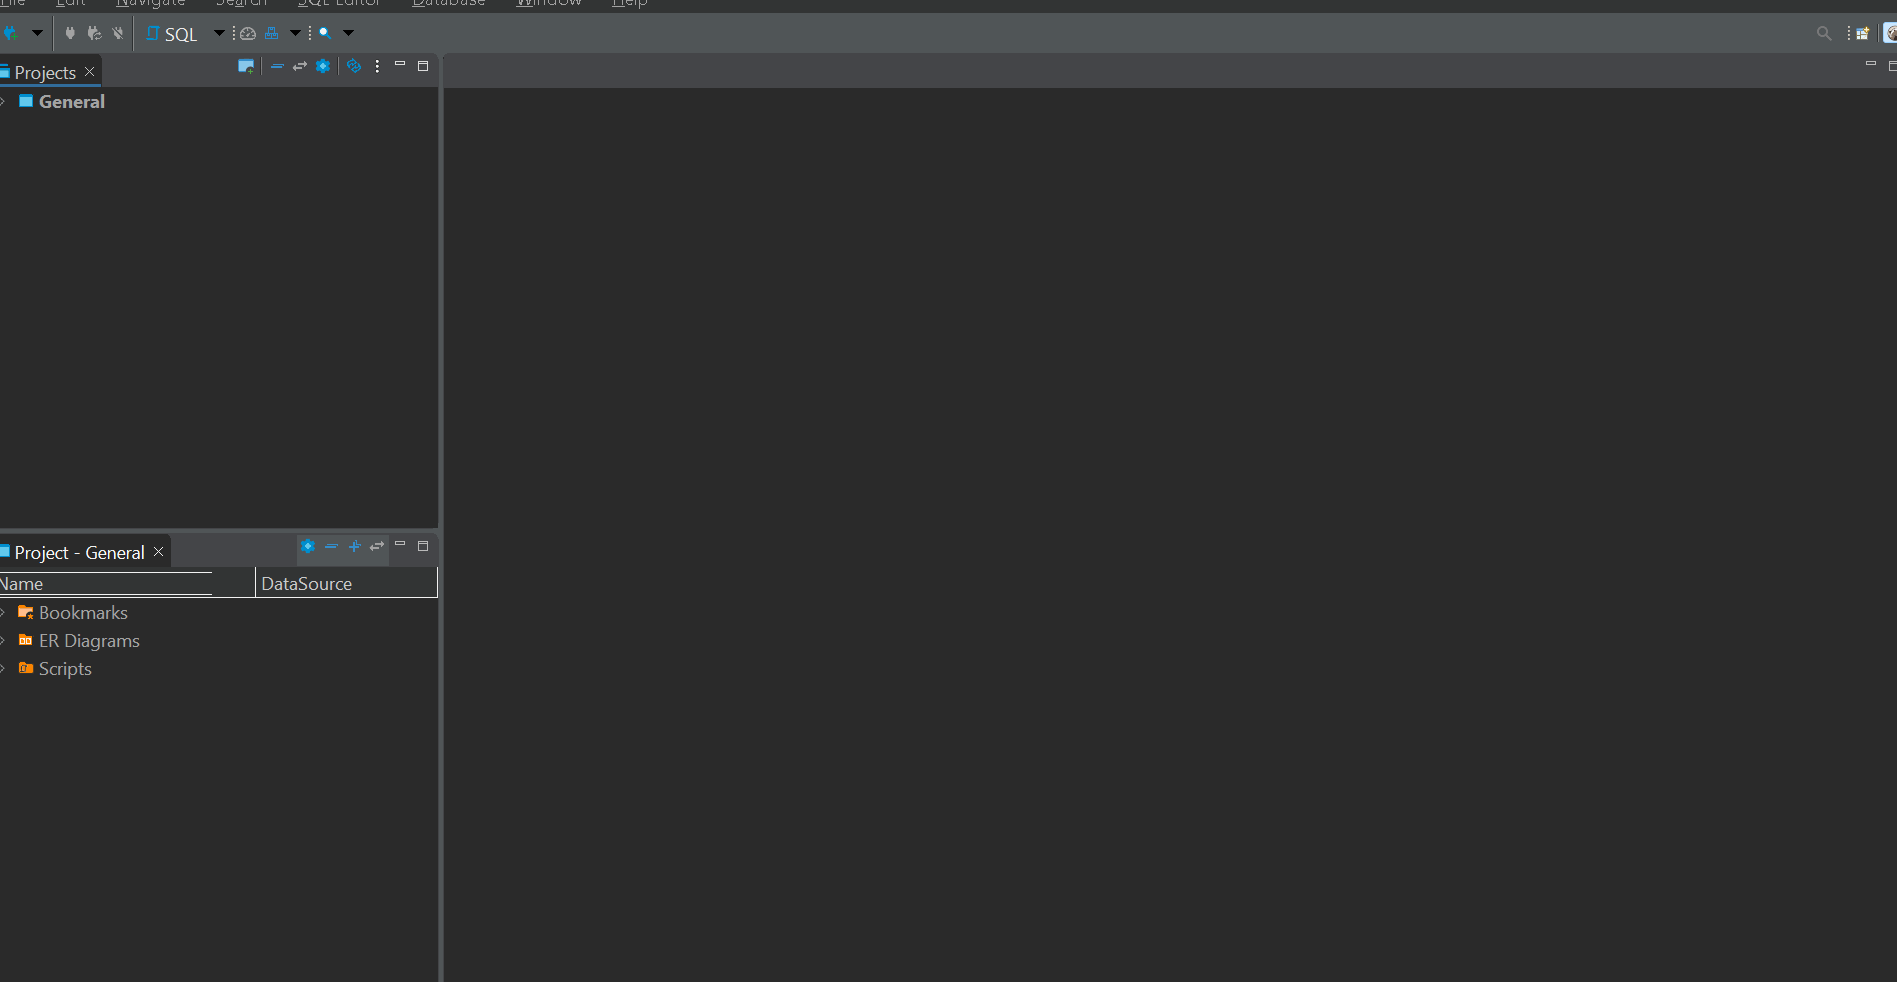 File Edit Navigate Search SQL Editor Database Window Help
SQL
Projects
General
Project - General
Name DataSource
Bookmarks
ER Diagrams
Scripts